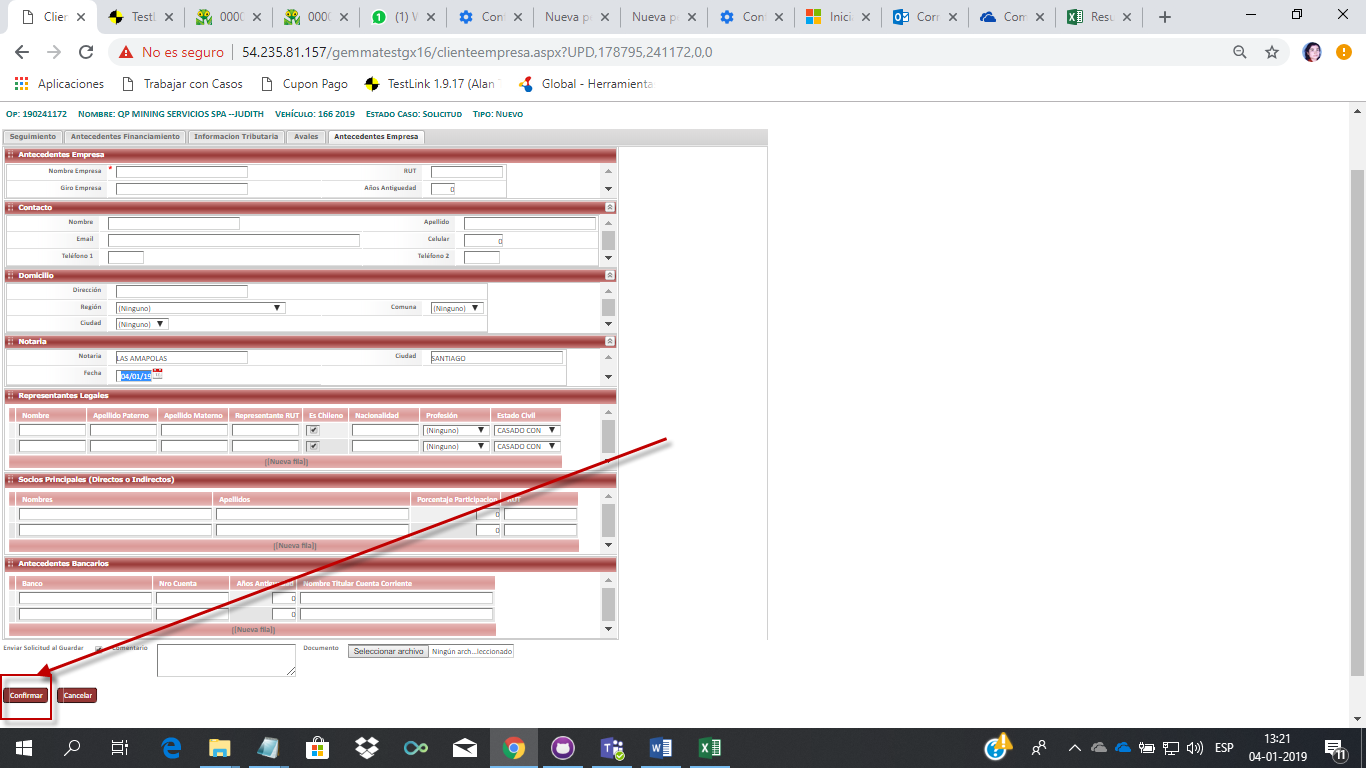 Clien
TestL
0000
0000
(1) W
Cont
Nueva pe
Nueva pe
Cont
Inicia
Corre
Com
Resu
No es seguro | 54.235.81.157/gemmatestgx16/clienteempresa.aspx?UPD,178795,241172,0,0
Aplicaciones Trabajar con Casos Cupon Pago TestLink 1.9.17 (Alan Global - Herramienta
Op: 190241172 Nombre: QP MINING SERVICIOS SPA --JUDITH Vehículo: 166 2019 Estado Caso: Solicitud Tipo: Nuevo
Seguimiento Antecedentes Financiamiento Informacion Tributaria Avales Antecedentes Empresa
Antecedentes Empresa
Nombre Empresa * RUT
Giro Empresa Años Antiguedad 0
Contacto
Nombre Apellido
Email Celular 0
Teléfono 1 Teléfono 2
Domicilio
Dirección
Región (Ninguno) Comuna (Ninguno)
Ciudad (Ninguno)
Notaria
Notaria LAS AMAPOLAS Ciudad SANTIAGO
Fecha 04/01/19
Representantes Legales
Nombre Apellido Paterno Apellido Materno Representante RUT Es Chileno Nacionalidad Profesión Estado Civil
(Ninguno) CASADO CON
(Ninguno) CASADO CON
[[Nueva fila]]
Socios Principales (Directos o Indirectos)
Nombres Apellidos Porcentaje Participacion
0
0
[[Nueva fila]]
Antecedentes Bancarios
Banco Nro Cuenta Años Antiguedad Nombre Titular Cuenta Corriente
0
0
[[Nueva fila]]
Enviar Solicitud al Guardar Comentario Documento Seleccionar archivo Ningún arch...leccionado
Confirmar Cancelar
ESP
13:21
04-01-2019
11